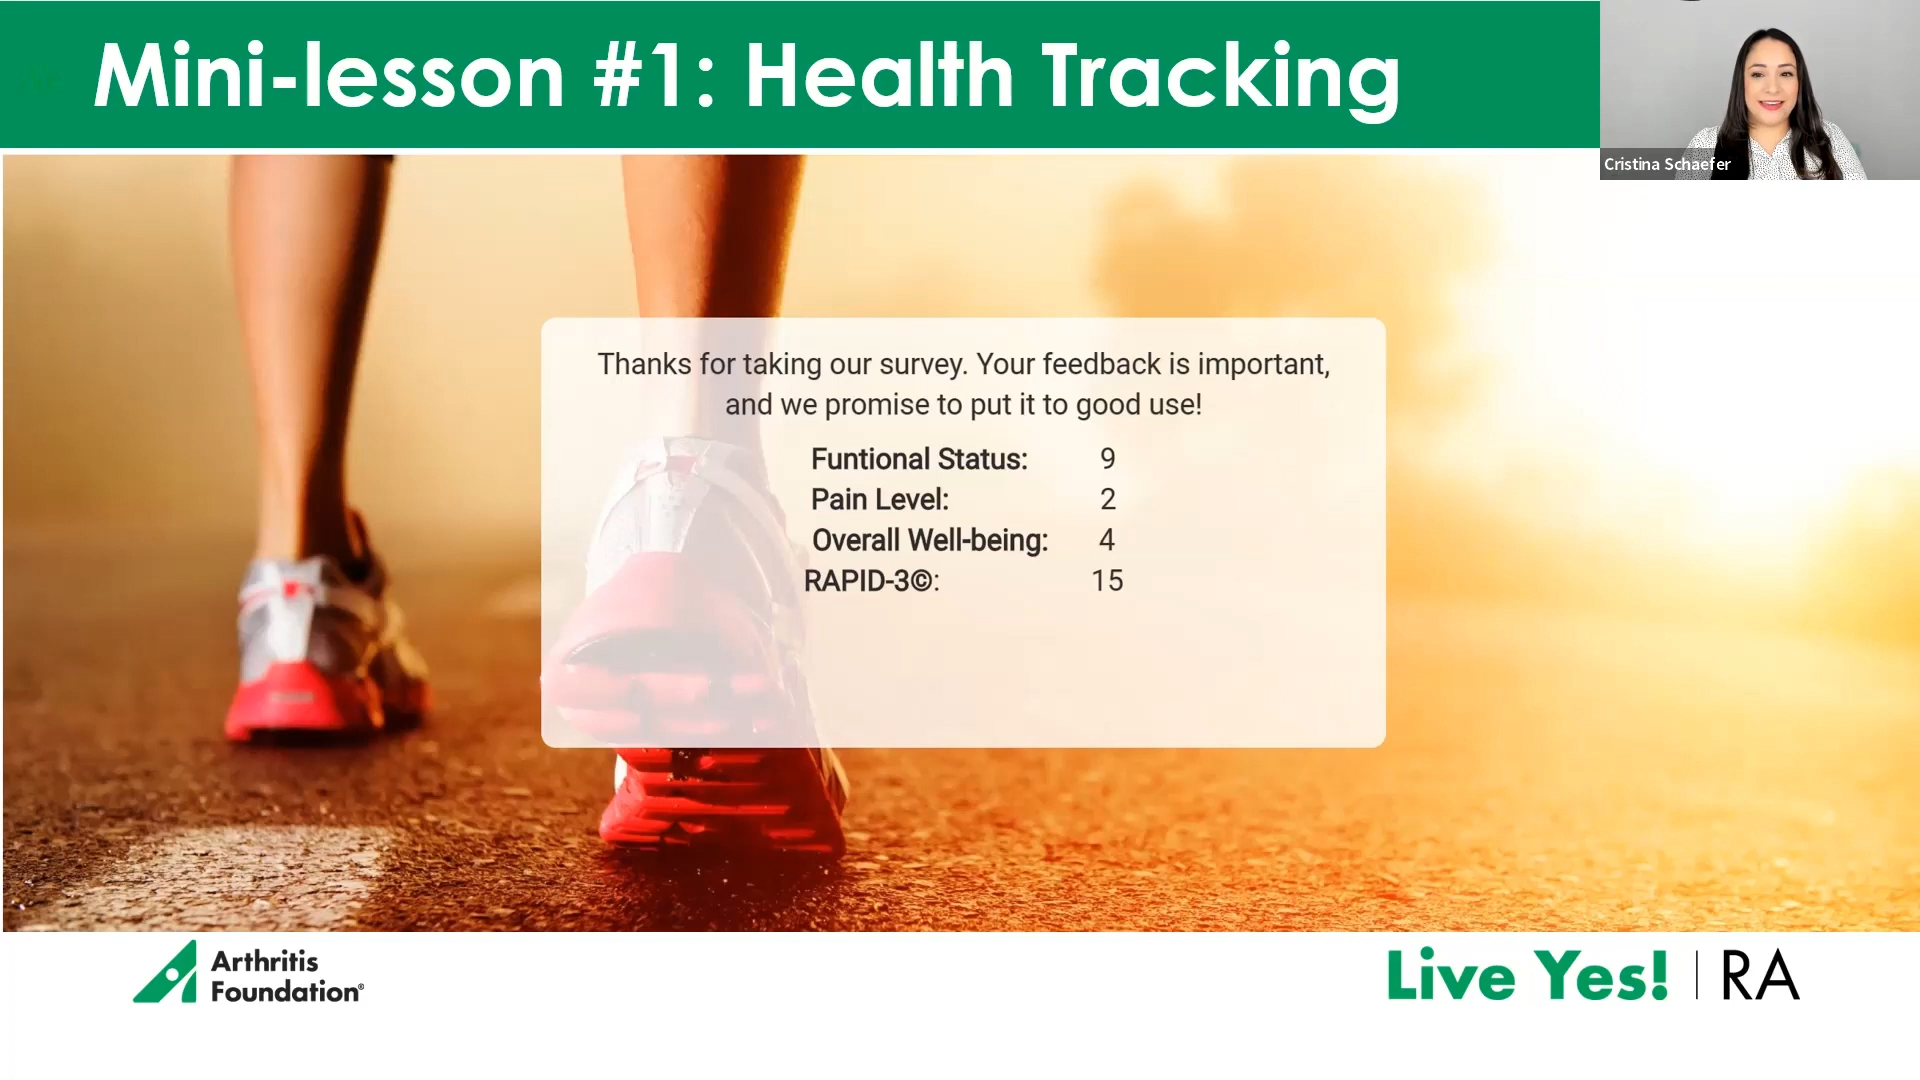 Mini-lesson #1: Health Tracking
Cristina Schaefer
Thanks for taking our survey. Your feedback is important,
and we promise to put it to good use!
Funtional Status: 9
Pain Level: 2
Overall Well-being: 4
RAPID-3©: 15
Arthritis
Foundation®
Live Yes! | RA